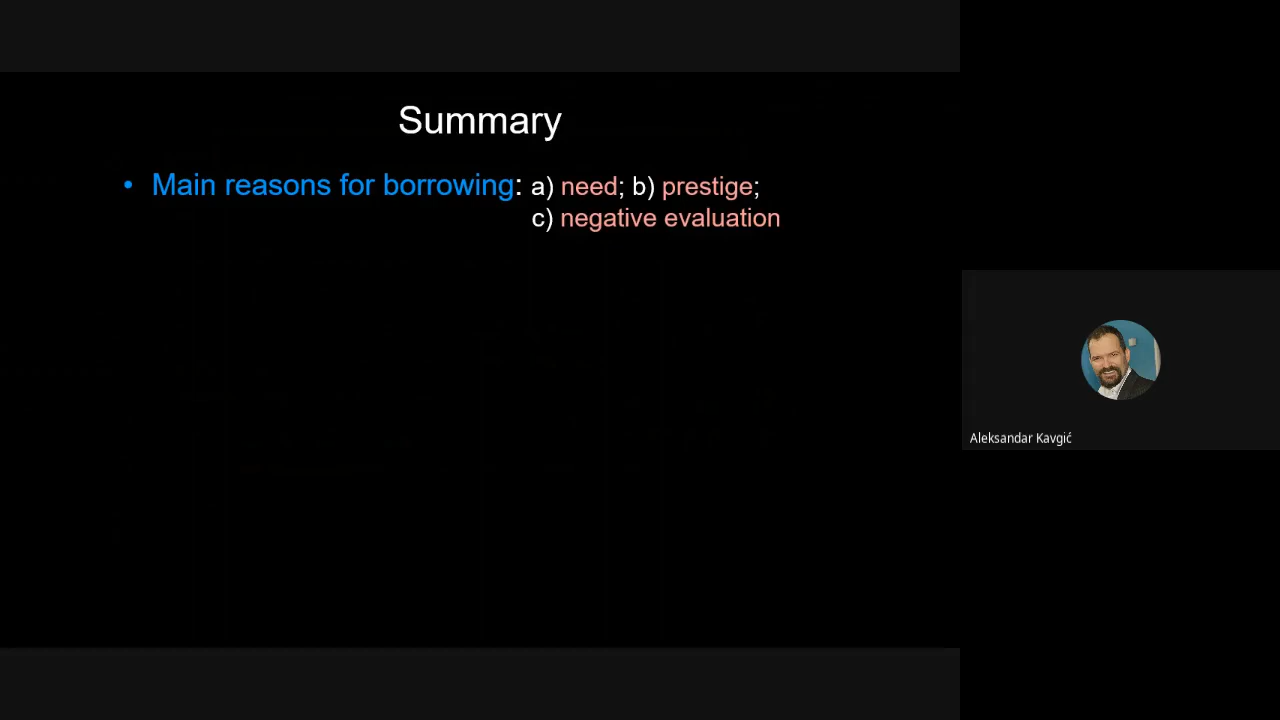 Summary
• Main reasons for borrowing: a) need; b) prestige;
c) negative evaluation
Aleksandar Kavgić